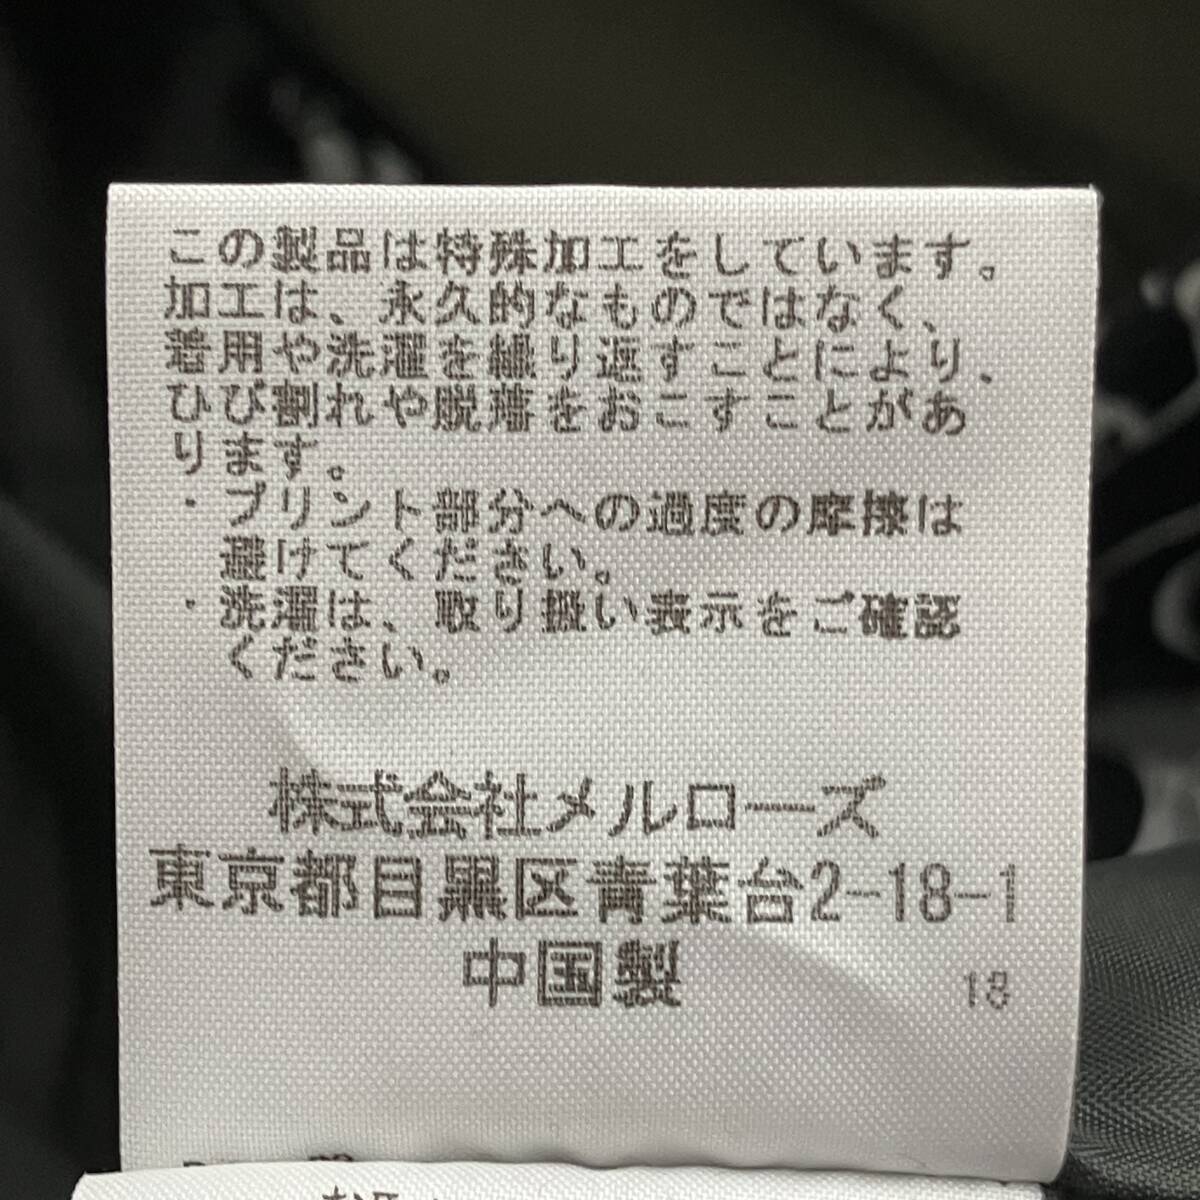 この製品は特殊加工をしています。
加工は、永久的なものではなく、
着用や洗濯を繰り返すことにより、
ひび割れや脱落をおこすことがあ
ります。
・プリント部分への過度の摩擦は
避けてください。
・洗濯は、取り扱い表示をご確認
ください。
株式会社メルローズ
東京都目黒区青葉台2-18-1
中国製
18